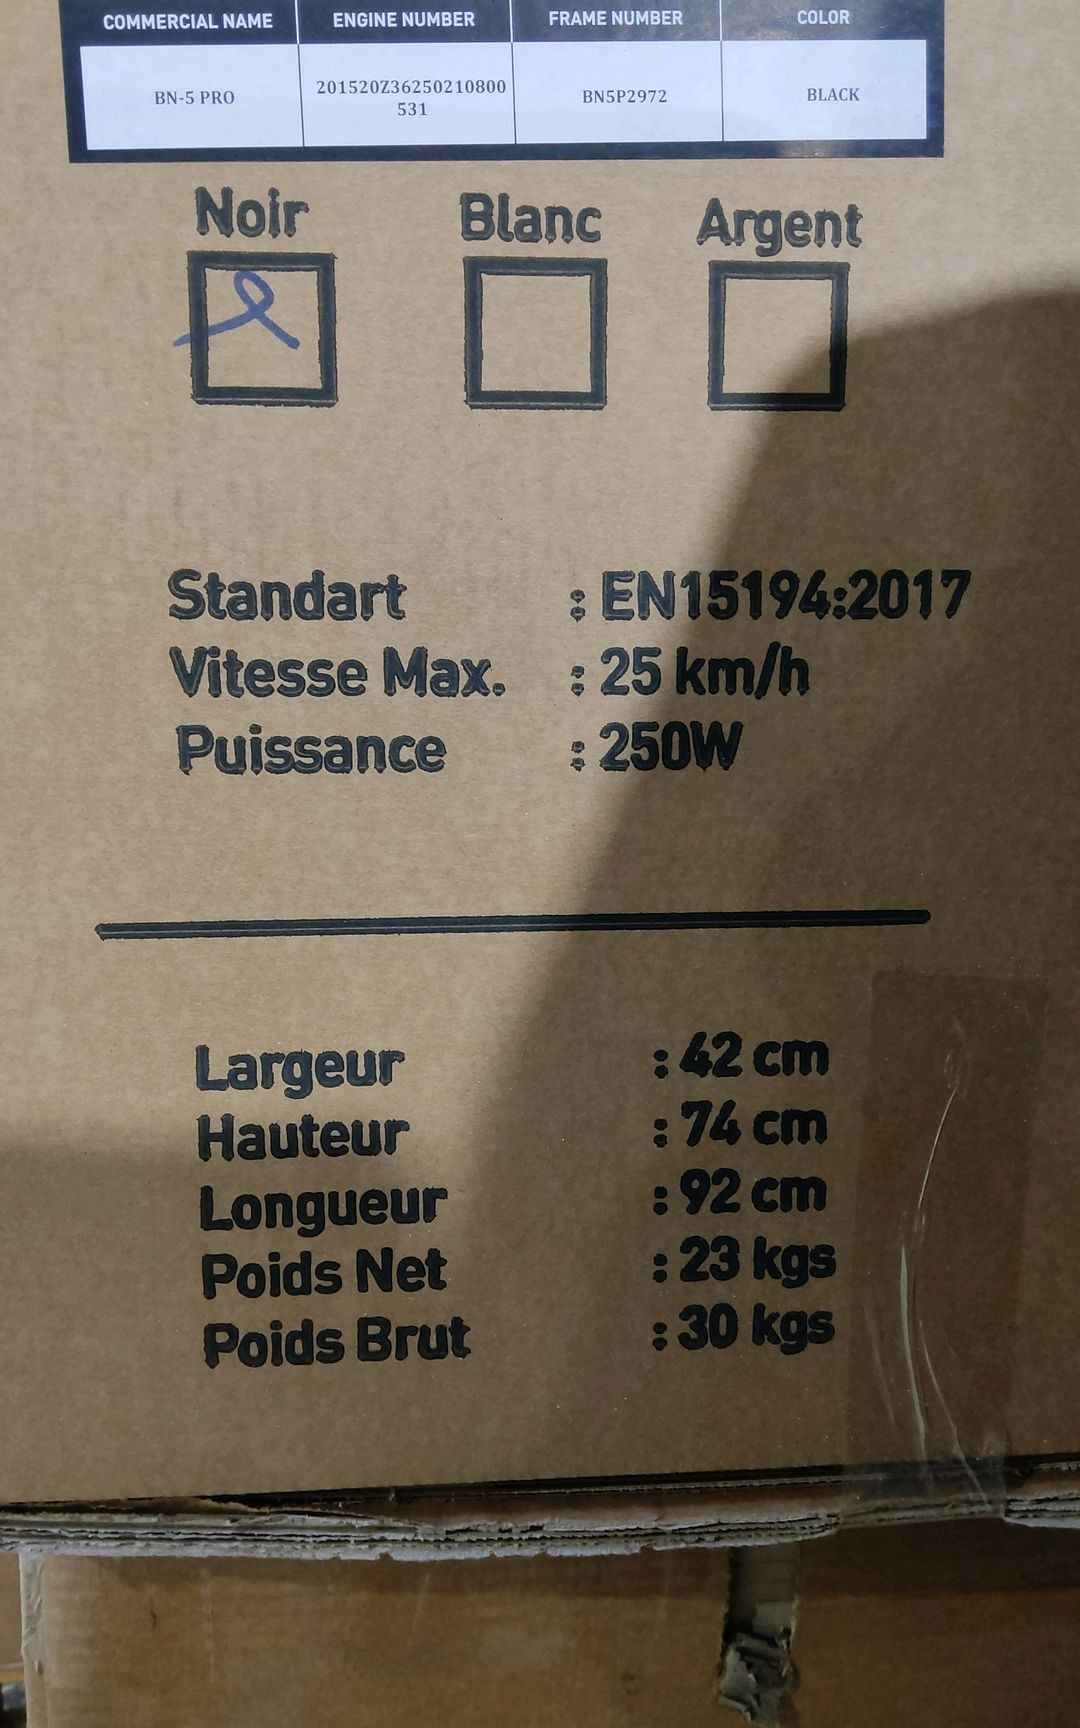 COMMERCIAL NAME ENGINE NUMBER FRAME NUMBER COLOR
BN-5 PRO 201520Z36250210800 BN5P2972 BLACK
531
Noir Blanc Argent
Standart : EN15194:2017
Vitesse Max. : 25 km/h
Puissance : 250W
Largeur : 42 cm
Hauteur : 74 cm
Longueur : 92 cm
Poids Net : 23 kgs
Poids Brut : 30 kgs